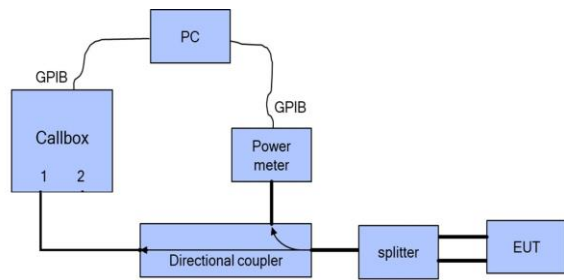 PC
GPIB
GPIB
Callbox
1 2
Power
meter
Directional coupler
splitter
EUT